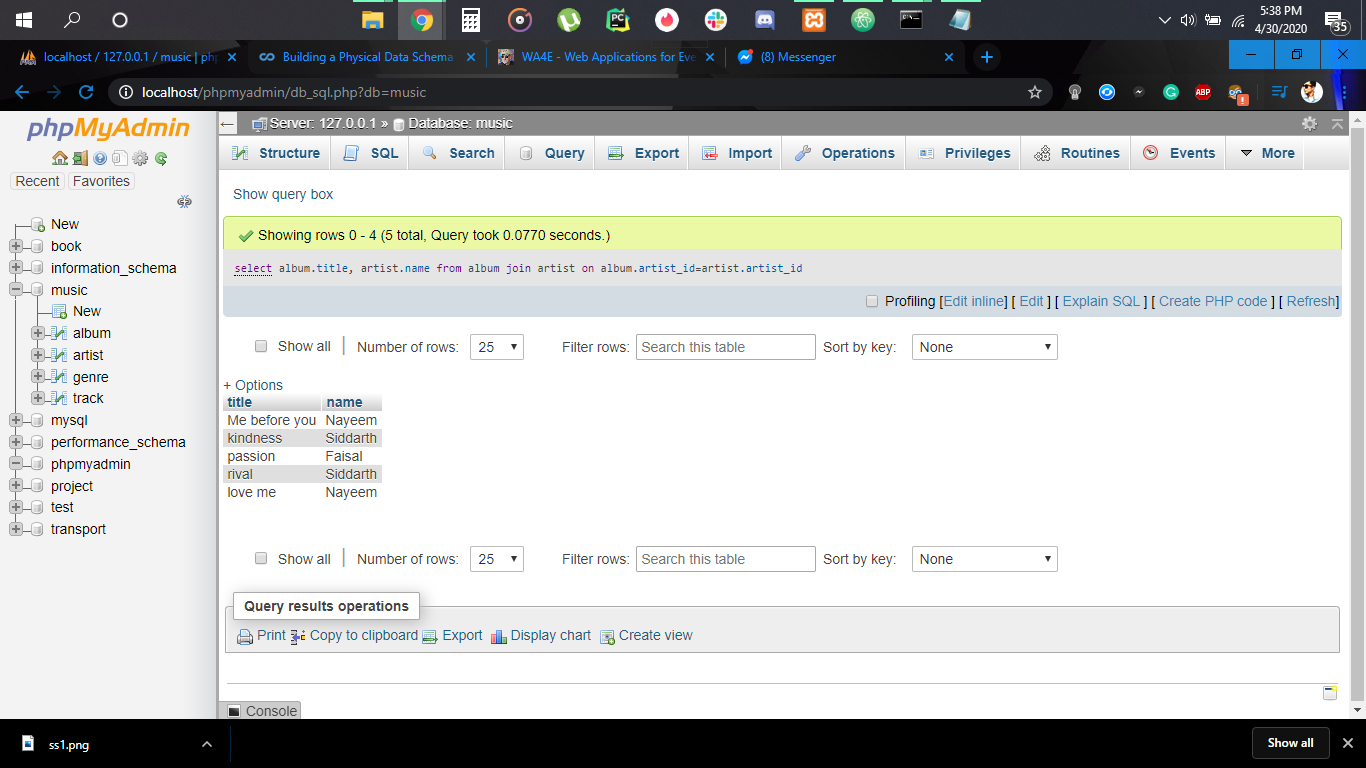 5:38 PM
4/30/2020
35
localhost / 127.0.0.1 / music | php
Building a Physical Data Schema
WA4E - Web Applications for Eve
(8) Messenger
localhost/phpmyadmin/db_sql.php?db=music
ABP
phpMyAdmin
Recent Favorites
New
book
information_schema
music
New
album
artist
genre
track
mysql
performance_schema
phpmyadmin
project
test
transport
Server: 127.0.0.1 » Database: music
Structure SQL Search Query Export Import Operations Privileges Routines Events More
Show query box
Showing rows 0 - 4 (5 total, Query took 0.0770 seconds.)
select album.title, artist.name from album join artist on album.artist_id=artist.artist_id
Profiling [Edit inline] [ Edit ] [ Explain SQL ] [ Create PHP code ] [ Refresh]
Show all Number of rows: 25 Filter rows: Search this table Sort by key: None
+ Options
title name
Me before you Nayeem
kindness Siddarth
passion Faisal
rival Siddarth
love me Nayeem
Show all Number of rows: 25 Filter rows: Search this table Sort by key: None
Query results operations
Print Copy to clipboard Export Display chart Create view
Console
ss1.png
Show all